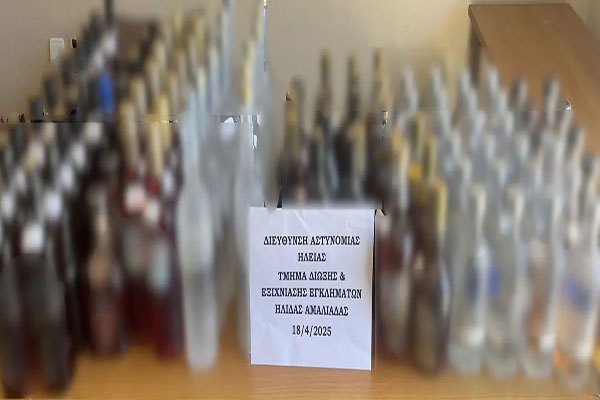 ΔΙΕΥΘΥΝΣΗ ΑΣΤΥΝΟΜΙΑΣ
ΗΛΕΙΑΣ
ΤΜΗΜΑ ΔΙΩΞΗΣ &
ΕΞΙΧΝΙΑΣΗΣ ΕΓΚΛΗΜΑΤΩΝ
ΗΛΙΔΑΣ ΑΜΑΛΙΑΔΑΣ
18/4/2025